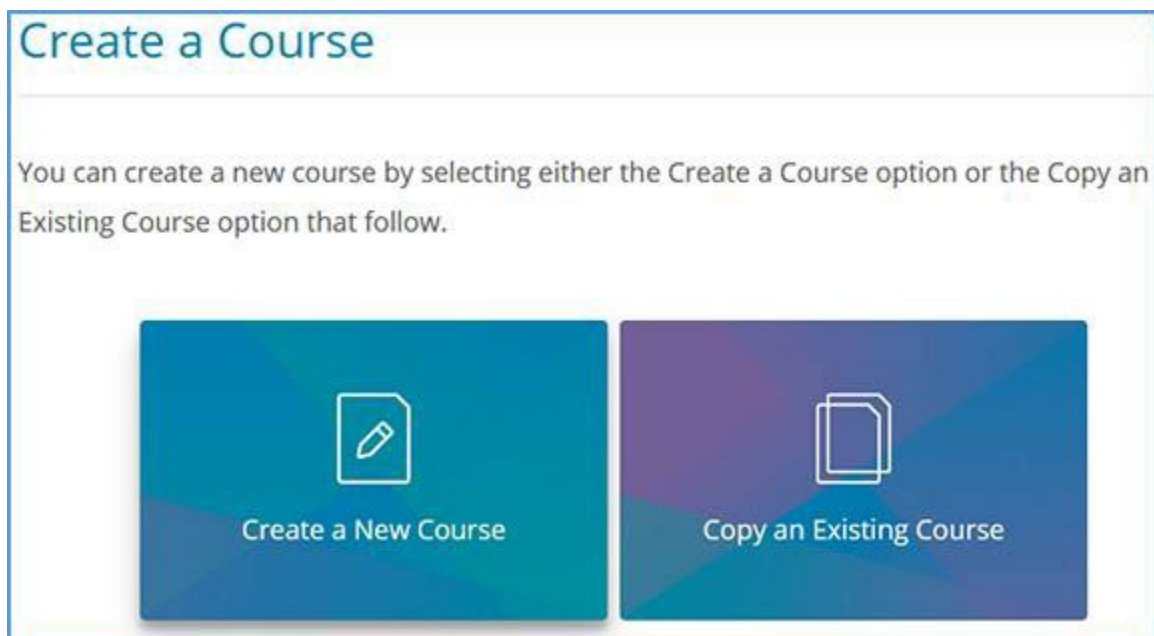 Create a Course
You can create a new course by selecting either the Create a Course option or the Copy an
Existing Course option that follow.
Create a New Course
Copy an Existing Course